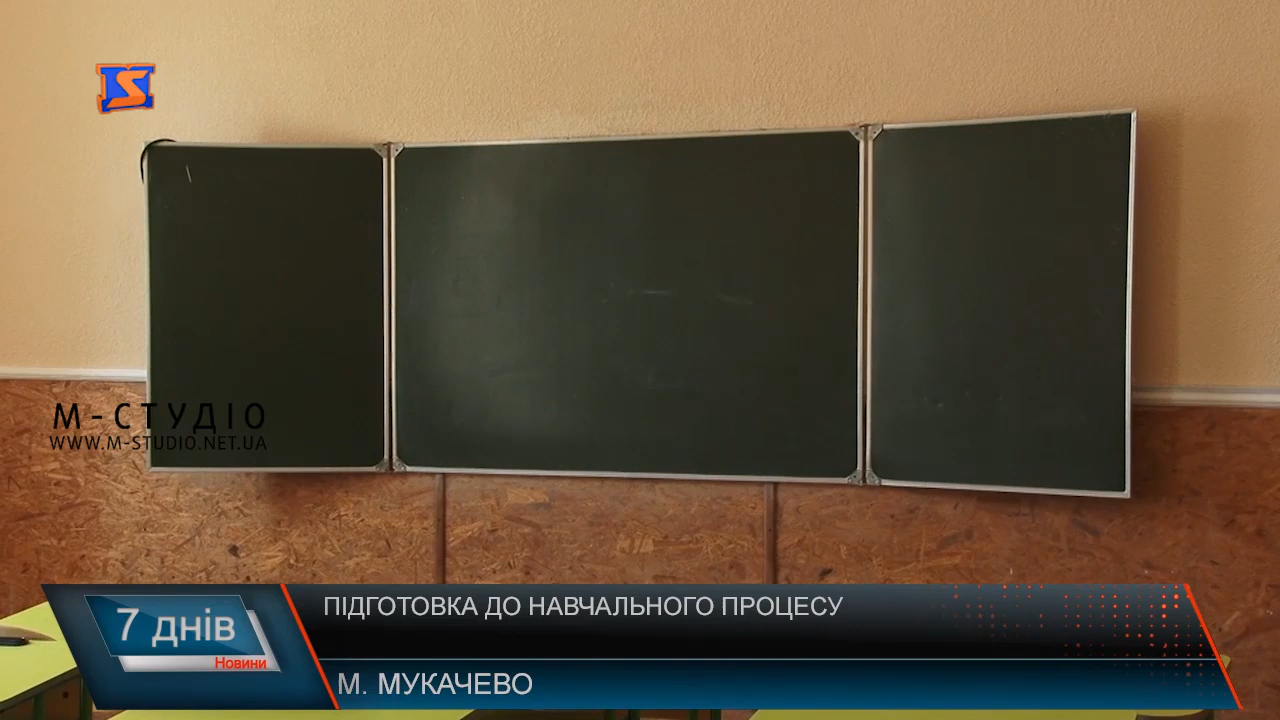 М-СТУДІО
WWW.M-STUDIO.NET.UA
7 днів
Новини
ПІДГОТОВКА ДО НАВЧАЛЬНОГО ПРОЦЕСУ
М. МУКАЧЕВО